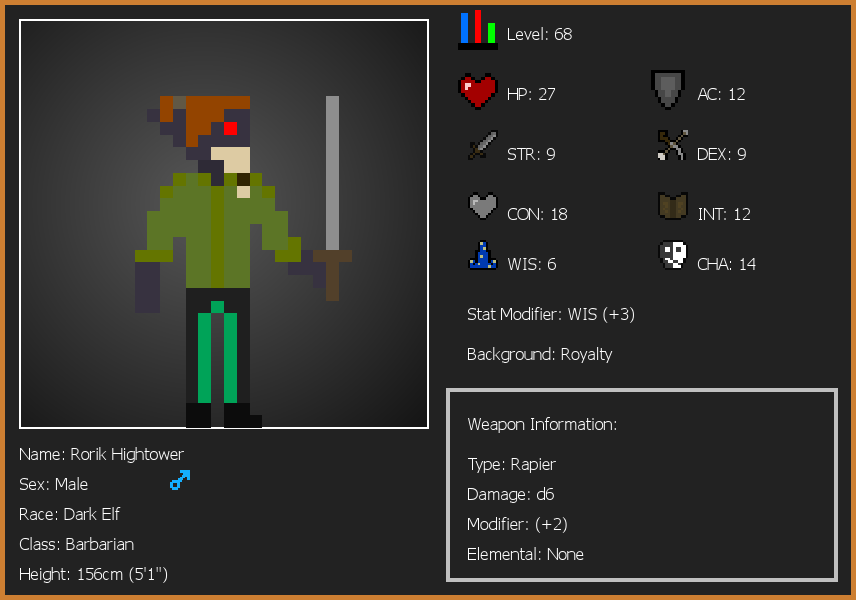 Level: 68
HP: 27
AC: 12
STR: 9
DEX: 9
CON: 18
INT: 12
WIS: 6
CHA: 14
Stat Modifier: WIS (+3)
Background: Royalty
Weapon Information:
Type: Rapier
Damage: d6
Modifier: (+2)
Elemental: None
Name: Rorik Hightower
Sex: Male
Race: Dark Elf
Class: Barbarian
Height: 156cm (5'1")